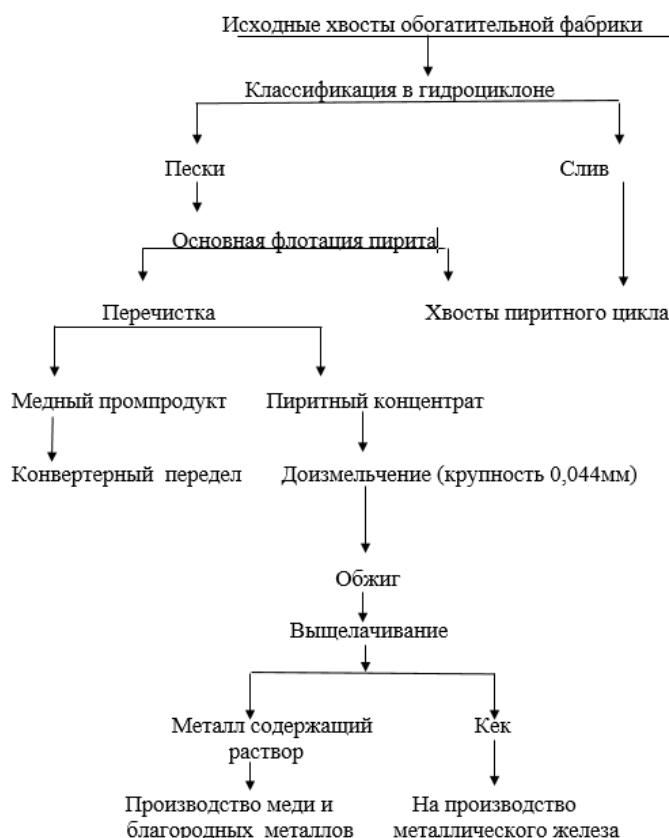 Исходные хвосты обогатительной фабрики
Классификация в гидроциклоне
Пески
Слив
Основная флотация пирита
Перечистка
Хвосты пиритного цикла
Медный промпродукт
Пиритный концентрат
Конвертерный передел
Доизмельчение (крупность 0,044мм)
Обжиг
Выщелачивание
Металл содержащий
раствор
Кек
Производство меди и
благородных металлов
На производство
металлического железа